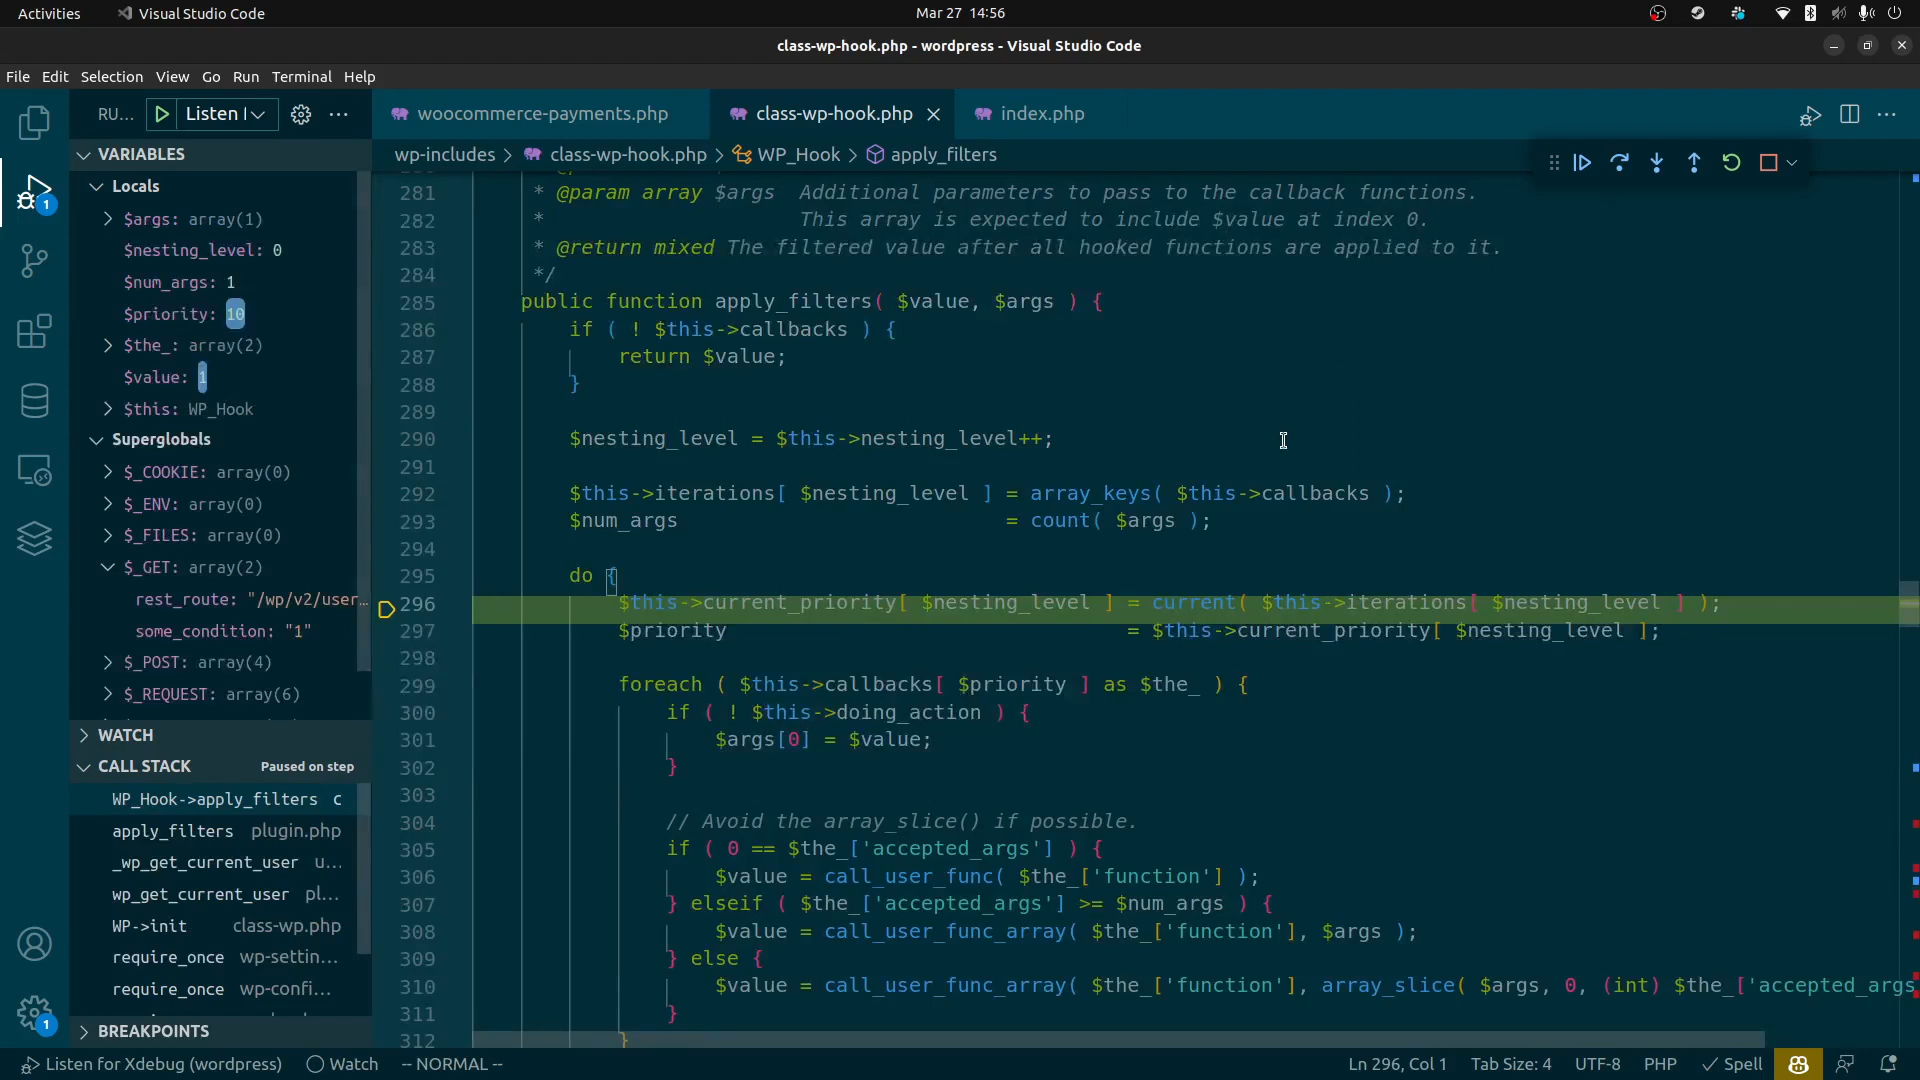 Activities Visual Studio Code Mar 27 14:56
class-wp-hook.php - wordpress - Visual Studio Code
File Edit Selection View Go Run Terminal Help
RU... Listen woocommerce-payments.php class-wp-hook.php index.php
wp-includes > class-wp-hook.php > WP_Hook > apply_filters
VARIABLES
Locals
$args: array(1)
$nesting_level: 0
$num_args: 1
$priority: 10
$the_: array(2)
$value: 1
$this: WP_Hook
Superglobals
$_COOKIE: array(0)
$_ENV: array(0)
$_FILES: array(0)
$_GET: array(2)
rest_route: "/wp/v2/user…
some_condition: "1"
$_POST: array(4)
$_REQUEST: array(6)
WATCH
CALL STACK Paused on step
WP_Hook->apply_filters c
apply_filters plugin.php
_wp_get_current_user u...
wp_get_current_user pl...
WP->init class-wp.php
require_once wp-settin...
require_once wp-confi...
BREAKPOINTS
281 * @param array $args Additional parameters to pass to the callback functions.
282 * This array is expected to include $value at index 0.
283 * @return mixed The filtered value after all hooked functions are applied to it.
284 */
285 public function apply_filters( $value, $args ) {
286 if ( ! $this->callbacks ) {
287 return $value;
288 }
289
290 $nesting_level = $this->nesting_level++;
291
292 $this->iterations[ $nesting_level ] = array_keys( $this->callbacks );
293 $num_args = count( $args );
294
295 do {
296 $this->current_priority[ $nesting_level ] = current( $this->iterations[ $nesting_level ] );
297 $priority = $this->current_priority[ $nesting_level ];
298
299 foreach ( $this->callbacks[ $priority ] as $the_ ) {
300 if ( ! $this->doing_action ) {
301 $args[0] = $value;
302 }
303
304 // Avoid the array_slice() if possible.
305 if ( 0 == $the_['accepted_args'] ) {
306 $value = call_user_func( $the_['function'] );
307 } elseif ( $the_['accepted_args'] >= $num_args ) {
308 $value = call_user_func_array( $the_['function'], $args );
309 } else {
310 $value = call_user_func_array( $the_['function'], array_slice( $args, 0, (int) $the_['accepted_args
311 }
312 }
1
1
Listen for Xdebug (wordpress) Watch -- NORMAL -- Ln 296, Col 1 Tab Size: 4 UTF-8 PHP Spell